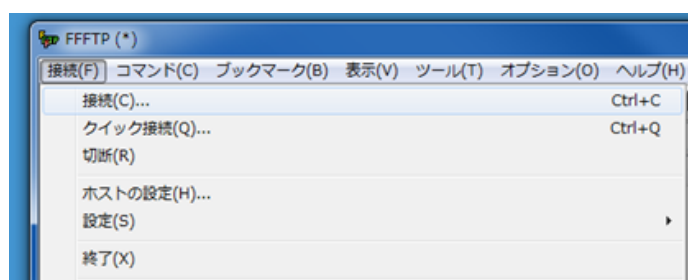 FFFTP (*)
接続(F) コマンド(C) ブックマーク(B) 表示(V) ツール(T) オプション(O) ヘルプ(H)
接続(C)... Ctrl+C
クイック接続(Q)... Ctrl+Q
切断(R)
ホストの設定(H)...
設定(S)
終了(X)